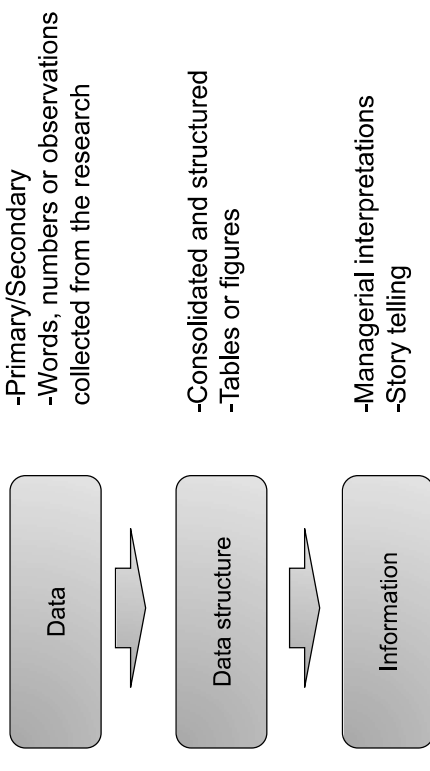 Data
-Primary/Secondary
-Words, numbers or observations
collected from the research
Data structure
-Consolidated and structured
-Tables or figures
Information
-Managerial interpretations
-Story telling